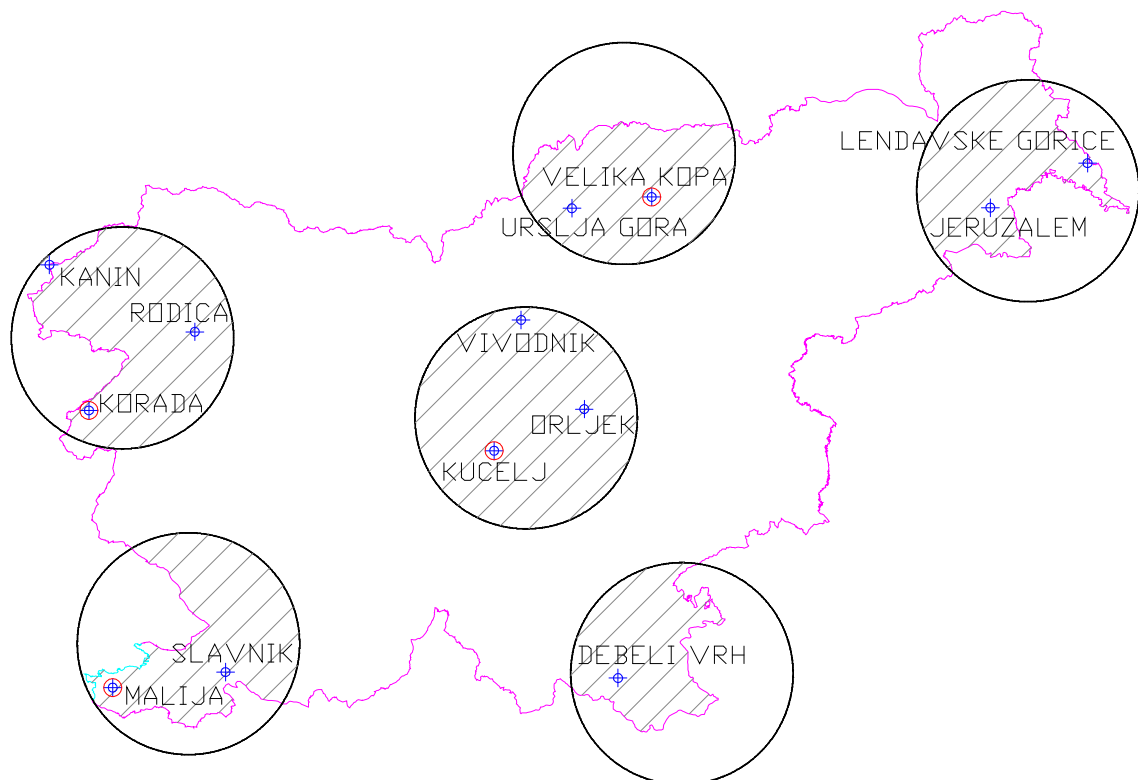 LENDAVSKE GORICE
VELIKA KOPA
URSLJA GORA
JERUZALEM
KANIN
RODICA
VIVODNIK
KORADA
ORLJEK
KUCELJ
SLAVNIK
DEBELI VRH
MALIJA